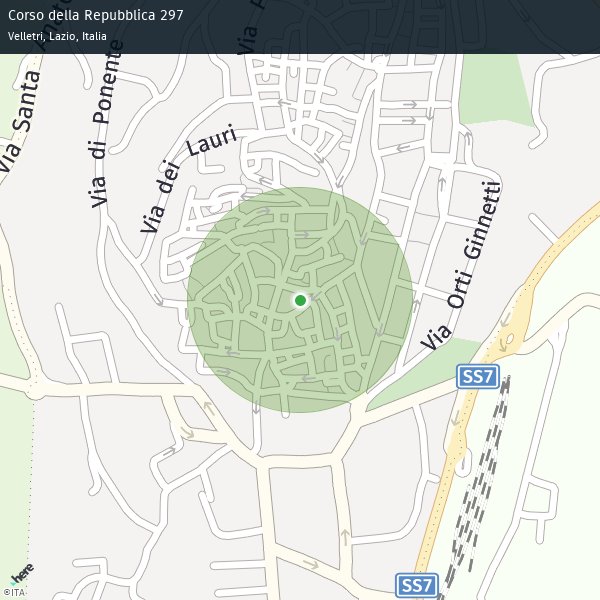 Corso della Repubblica 297
Velletri, Lazio, Italia
Via
Via Santa
Via di Ponente
Via dei Lauri
Via Orti Ginnetti
SS7
SS7
here
©ITA